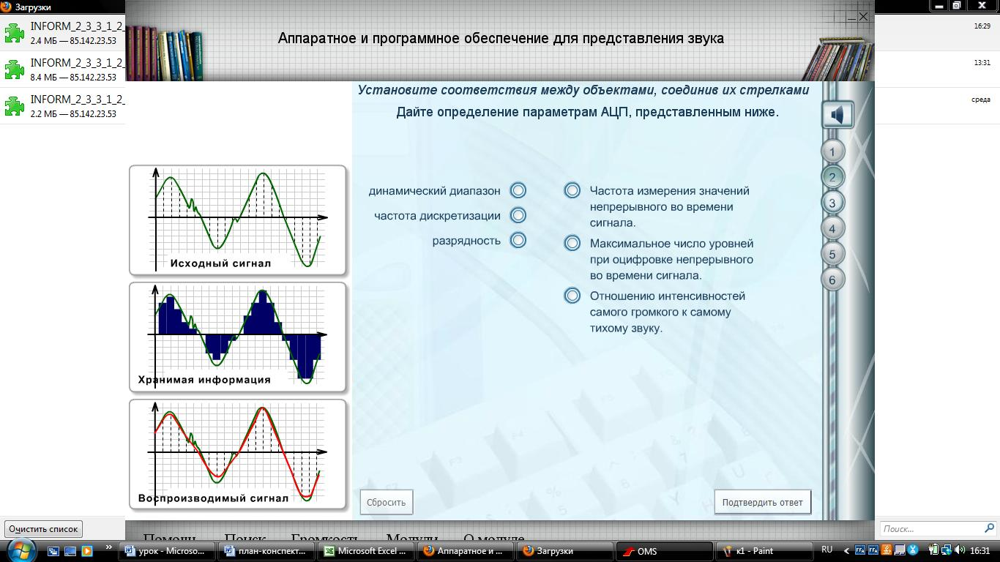 Загрузки
INFORM_2_3_3_1_2_
2.4 МБ — 85.142.23.53
16:29
INFORM_2_3_3_1_2_
8.4 МБ — 85.142.23.53
13:31
INFORM_2_3_3_1_2_
2.2 МБ — 85.142.23.53
среда
Аппаратное и программное обеспечение для представления звука
Установите соответствия между объектами, соединив их стрелками
Дайте определение параметрам АЦП, представленным ниже.
Исходный сигнал
Хранимая информация
Воспроизводимый сигнал
динамический диапазон
частота дискретизации
разрядность
Частота измерения значений
непрерывного во времени
сигнала.
Максимальное число уровней
при оцифровке непрерывного
во времени сигнала.
Отношению интенсивностей
самого громкого к самому
тихому звуку.
1
2
3
4
5
6
Сбросить
Подтвердить ответ
Очистить список
Поиск...
Помощь Поиск Громкость Модули О модуле
» урок - Microso... план-конспект... Microsoft Excel ... Аппаратное и ... Загрузки OMS к1 - Paint RU 16:31